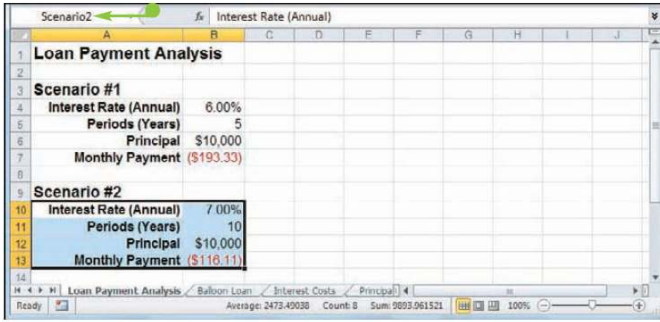 Scenario2 fx Interest Rate (Annual)
A B C D E F G H I J
1 Loan Payment Analysis
2
3 Scenario #1
4 Interest Rate (Annual) 6.00%
5 Periods (Years) 5
6 Principal $10,000
7 Monthly Payment ($193.33)
8
9 Scenario #2
10 Interest Rate (Annual) 7.00%
11 Periods (Years) 10
12 Principal $10,000
13 Monthly Payment ($116.11)
14
Loan Payment Analysis Balloon Loan Interest Costs Principal
Ready Average: 2473.49038 Count: 8 Sum: 9893.961521 100%